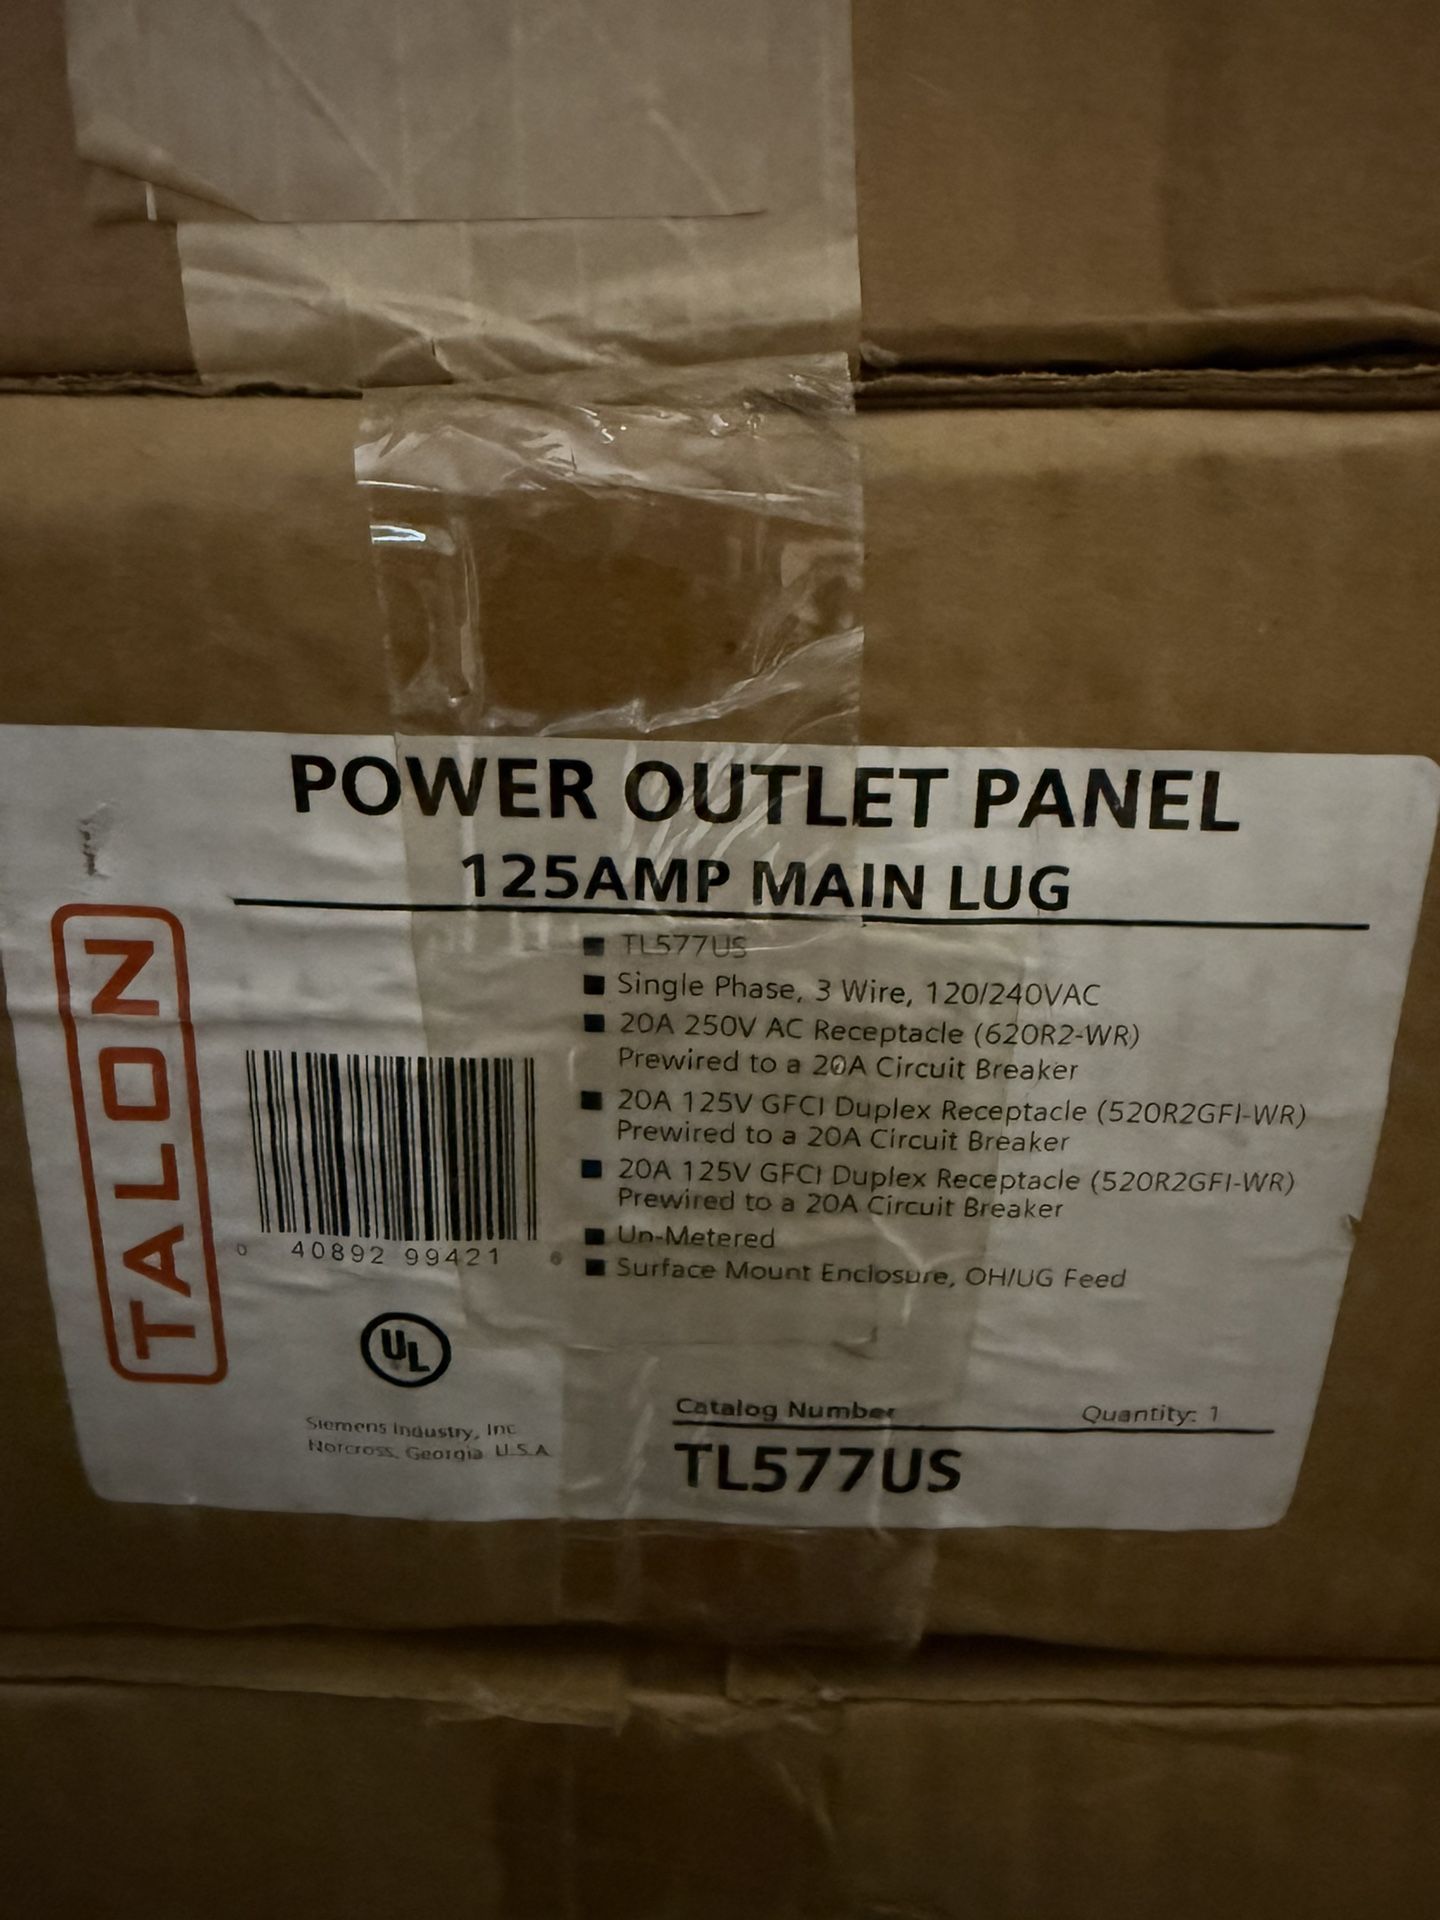 POWER OUTLET PANEL
125AMP MAIN LUG
TALON
■ TL577US
■ Single Phase, 3 Wire, 120/240VAC
■ 20A 250V AC Receptacle (620R2-WR)
Prewired to a 20A Circuit Breaker
■ 20A 125V GFCI Duplex Receptacle (520R2GFI-WR)
Prewired to a 20A Circuit Breaker
■ 20A 125V GFCI Duplex Receptacle (520R2GFI-WR)
Prewired to a 20A Circuit Breaker
■ Un-Metered
■ Surface Mount Enclosure, OH/UG Feed
0 40892 99421 6
UL
Siemens Industry, Inc
Norcross, Georgia U.S.A
Catalog Number Quantity: 1
TL577US